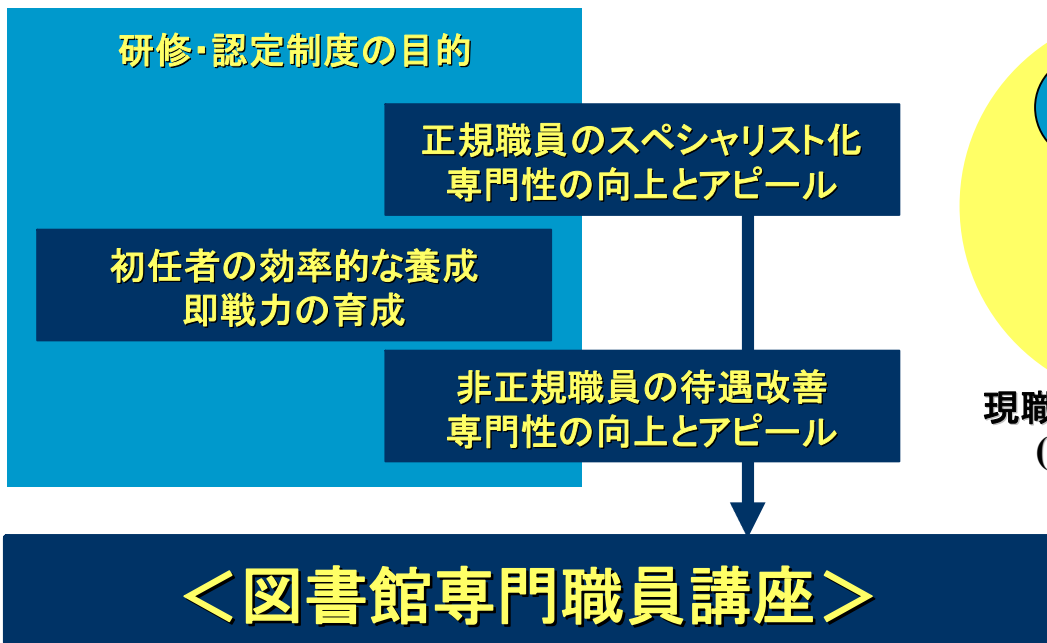 研修・認定制度の目的
正規職員のスペシャリスト化
専門性の向上とアピール
初任者の効率的な養成
即戦力の育成
非正規職員の待遇改善
専門性の向上とアピール
現職
(
＜図書館専門職員講座＞